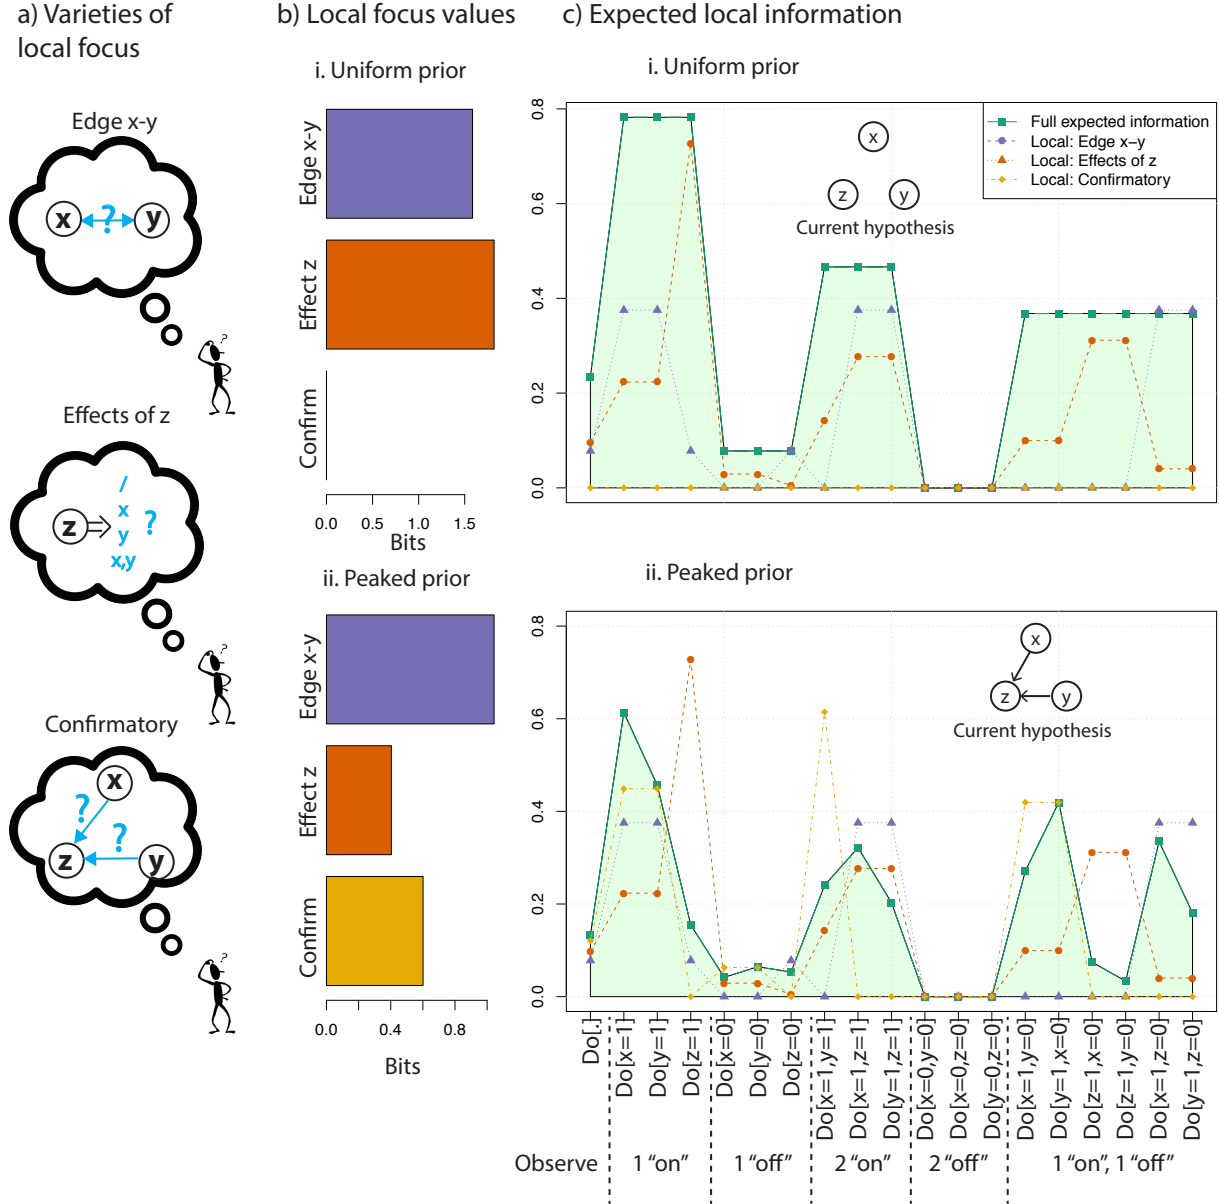 a) Varieties of
local focus
Edge x-y
x
?
y
?
Effects of z
z
/
x
y
x,y
?
?
Confirmatory
x
?
?
z
y
?
b) Local focus values
i. Uniform prior
Edge x-y
Effect z
Confirm
0.0 0.5 1.0 1.5
Bits
ii. Peaked prior
Edge x-y
Effect z
Confirm
0.0 0.4 0.8
Bits
c) Expected local information
i. Uniform prior
0.8
0.6
0.4
0.2
0.0
x
z y
Current hypothesis
Full expected information
Local: Edge x−y
Local: Effects of z
Local: Confirmatory
ii. Peaked prior
0.8
0.6
0.4
0.2
0.0
x
z y
Current hypothesis
Do[.]
Do[x=1]
Do[y=1]
Do[z=1]
Do[x=0]
Do[y=0]
Do[z=0]
Do[x=1,y=1]
Do[x=1,z=1]
Do[y=1,z=1]
Do[x=0,y=0]
Do[x=0,z=0]
Do[y=0,z=0]
Do[x=1,y=0]
Do[y=1,x=0]
Do[z=1,x=0]
Do[z=1,y=0]
Do[x=1,z=0]
Do[y=1,z=0]
Observe 1 “on” 1 “off” 2 “on” 2 “off” 1 “on”, 1 “off”